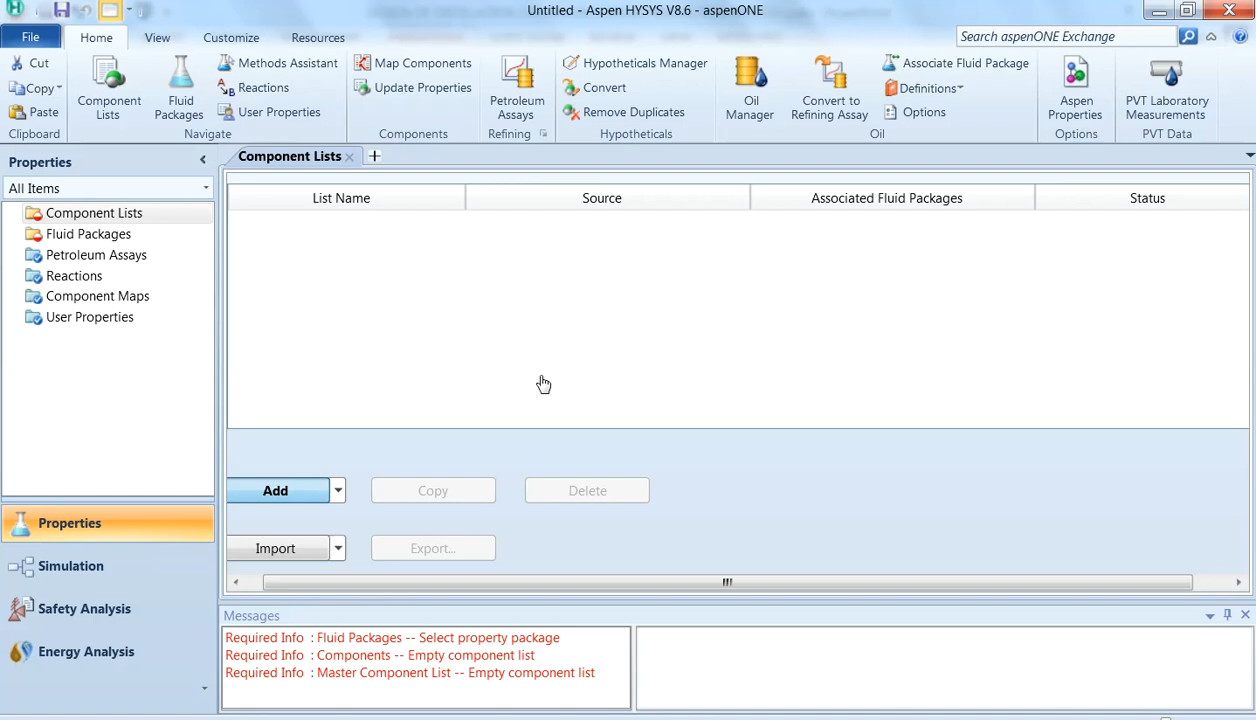 Untitled - Aspen HYSYS V8.6 - aspenONE
File Home View Customize Resources Search aspenONE Exchange
Cut
Copy
Paste
Clipboard
Component Lists
Fluid Packages
Methods Assistant
Reactions
User Properties
Navigate
Map Components
Update Properties
Components
Petroleum Assays
Refining
Hypotheticals Manager
Convert
Remove Duplicates
Hypotheticals
Oil Manager
Convert to Refining Assay
Associate Fluid Package
Definitions
Options
Oil
Aspen Properties
Options
PVT Laboratory Measurements
PVT Data
Properties
All Items
Component Lists
Fluid Packages
Petroleum Assays
Reactions
Component Maps
User Properties
Properties
Simulation
Safety Analysis
Energy Analysis
Component Lists
List Name Source Associated Fluid Packages Status
Add Copy Delete
Import Export...
Messages
Required Info : Fluid Packages -- Select property package
Required Info : Components -- Empty component list
Required Info : Master Component List -- Empty component list